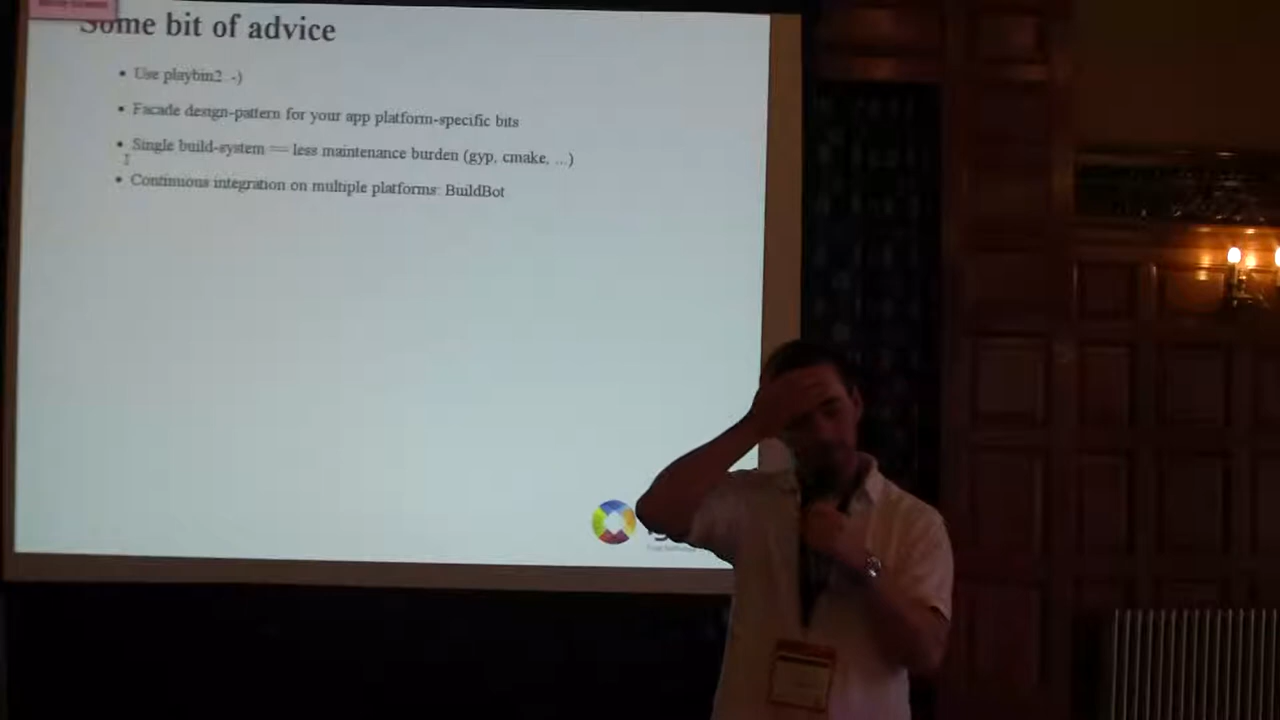 Some bit of advice
• Use playbin2 :-)
• Facade design-pattern for your app platform-specific bits
• Single build-system == less maintenance burden (gyp, cmake, ...)
• Continuous integration on multiple platforms: BuildBot